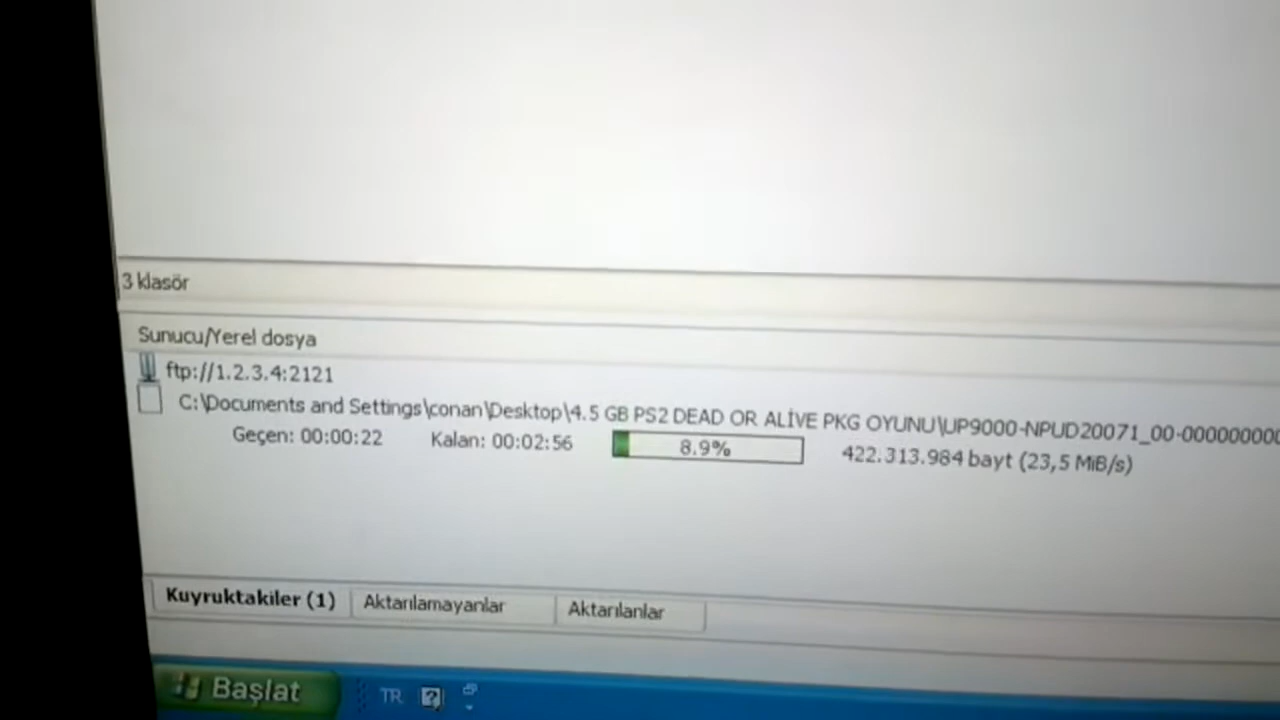 3 klasör
Sunucu/Yerel dosya
ftp://1.2.3.4:2121
C:\Documents and Settings\conan\Desktop\4.5 GB PS2 DEAD OR ALİVE PKG OYUNU\UP9000-NPUD20071_00-000000000
Geçen: 00:00:22 Kalan: 00:02:56 8.9% 422.313.984 bayt (23,5 MiB/s)
Kuyruktakiler (1) Aktarılamayanlar Aktarılanlar
Başlat TR